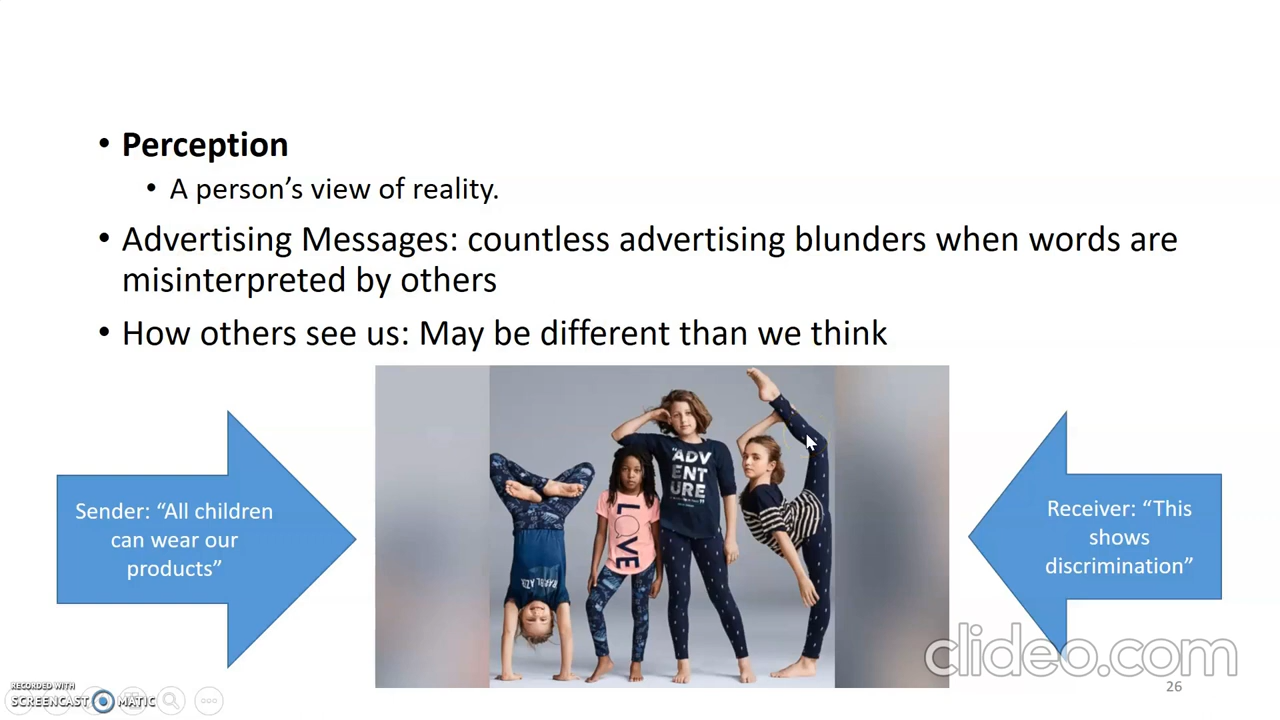 • Perception
• A person’s view of reality.
• Advertising Messages: countless advertising blunders when words are
misinterpreted by others
• How others see us: May be different than we think
Sender: “All children
can wear our
products”
"ADV
ENT
URE
"
LOVE
Receiver: “This
shows
discrimination”
clideo.com
26
RECORDED WITH
SCREENCAST MATIC